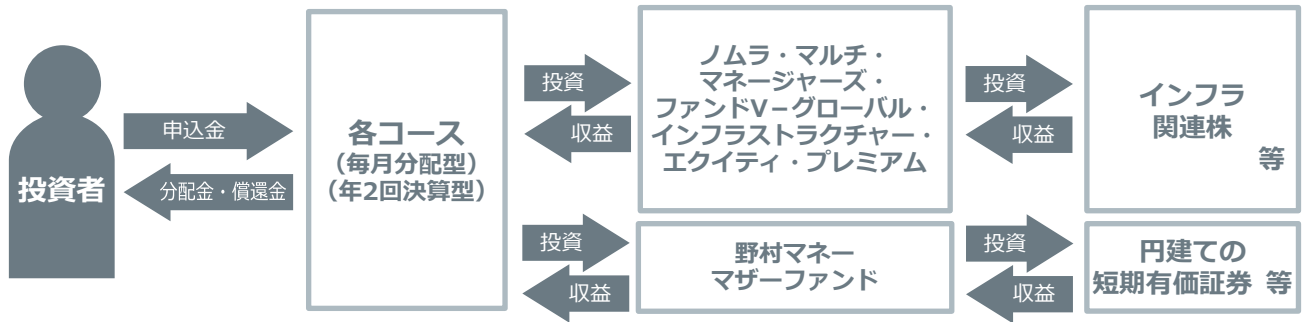 投資者
申込金
分配金・償還金
各コース
（毎月分配型）
（年2回決算型）
投資
収益
ノムラ・マルチ・
マネージャーズ・
ファンドⅤ－グローバル・
インフラストラクチャー・
エクイティ・プレミアム
投資
収益
インフラ
関連株
等
投資
収益
野村マネー
マザーファンド
投資
収益
円建ての
短期有価証券 等